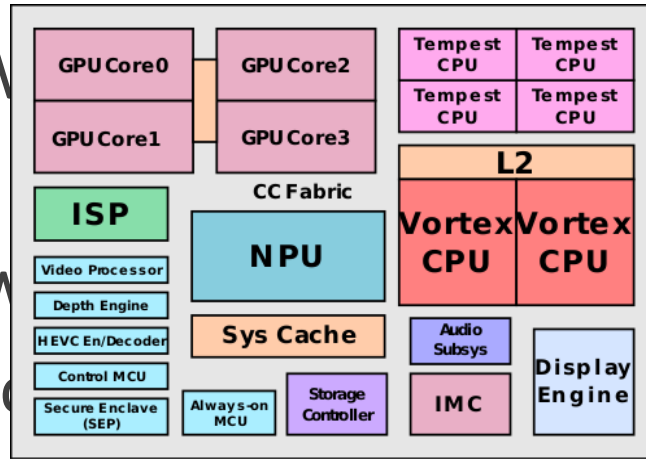 GPU Core0
GPU Core2
GPU Core1
GPU Core3
Tempest
CPU
Tempest
CPU
Tempest
CPU
Tempest
CPU
L2
Vortex
CPU
Vortex
CPU
CC Fabric
ISP
NPU
Video Processor
Depth Engine
HEVC En/Decoder
Control MCU
Secure Enclave
(SEP)
Sys Cache
Always-on
MCU
Storage
Controller
Audio
Subsys
IMC
Display
Engine